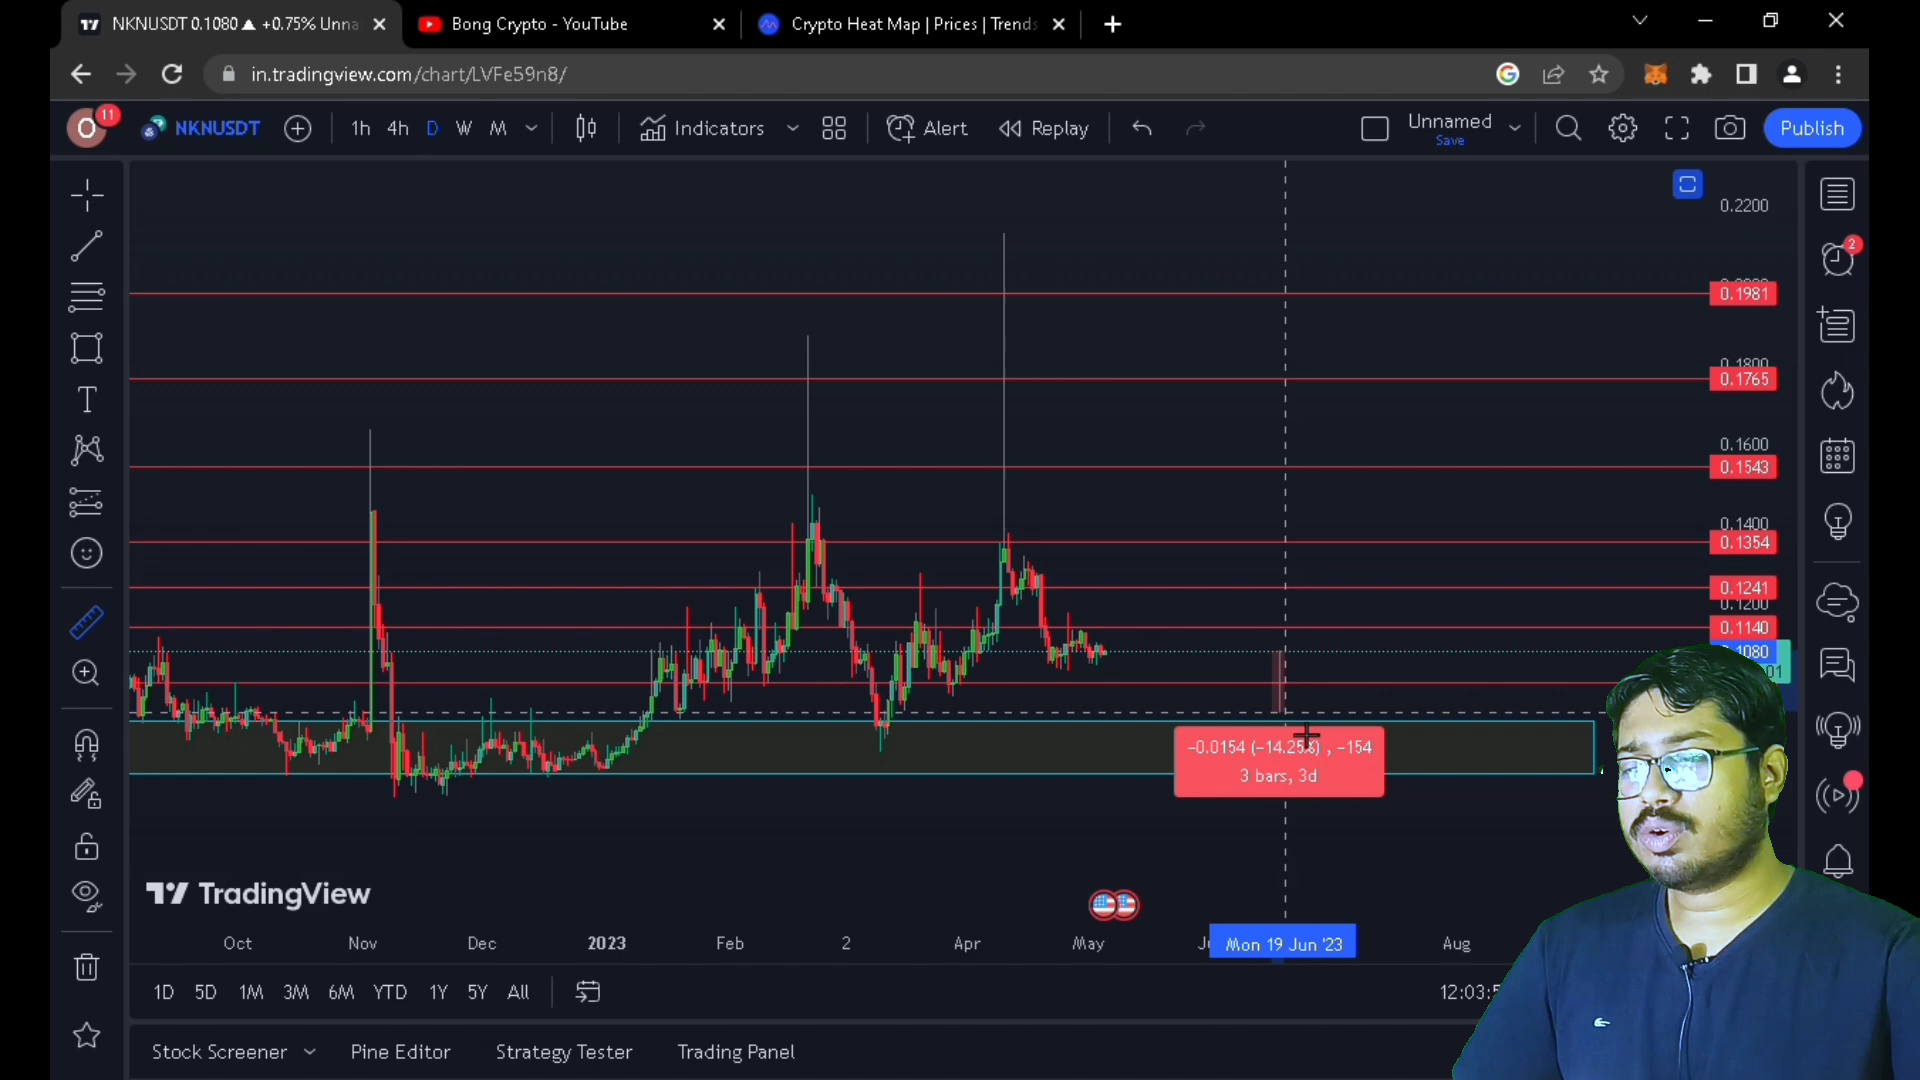 NKNUSDT 0.1080 ▲ +0.75% Unna
Bong Crypto - YouTube
Crypto Heat Map | Prices | Trends
in.tradingview.com/chart/LVFe59n8/
O
11
NKNUSDT
1h 4h D W M
Indicators
Alert
Replay
Unnamed
Save
Publish
0.2200
0.1981
0.1800
0.1765
0.1600
0.1543
0.1400
0.1354
0.1241
0.1200
0.1140
2
-0.0154 (-14.25%) , -154
3 bars, 3d
TradingView
Oct Nov Dec 2023 Feb 2 Apr May Mon 19 Jun '23 Aug
1D 5D 1M 3M 6M YTD 1Y 5Y All
Stock Screener Pine Editor Strategy Tester Trading Panel